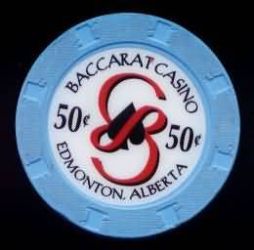 BACCARAT CASINO
50¢ 50¢
EDMONTON, ALBERTA